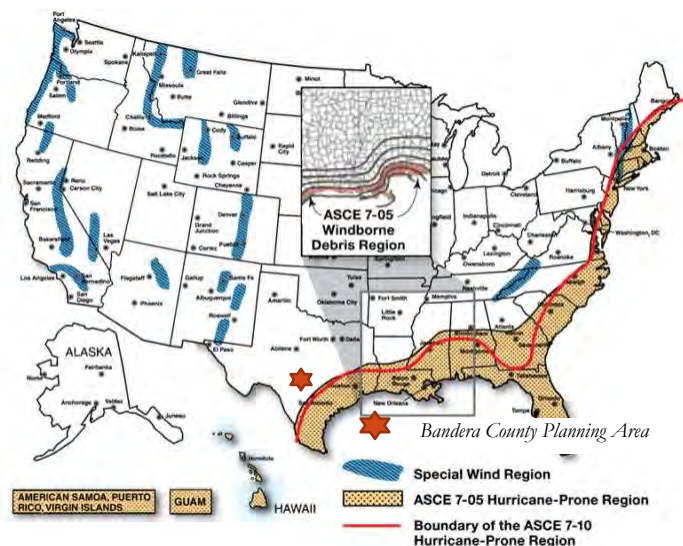 Port
Angeles
Seattle
Olympia
Spokane
Kalispell
Great Falls
Minot
Portland
Salem
Missoula
Butte
Glendive
Billings
Medford
Challis
Boise
Cody
Buffalo
Rapid
City
Pocatello
Jackson
Casper
Redding
Rock Springs
Cheyenne
Sacramento
Reno
Carson City
Salt Lake City
San
Francisco
Denver
Grand
Junction
Pueblo
Las
Vegas
Cortez
Bakersfield
Los Angeles
San
Bernardino
San
Diego
Flagstaff
Phoenix
Gallup
Santa Fe
Albuquerque
Roswell
El Paso
Amarillo
Tulsa
Oklahoma City
Fort Smith
Little
Rock
Springfield
Abilene
Fort Worth
San Antonio
New Orleans
Memphis
Nashville
Atlanta
Tallahassee
Tampa
Owensboro
Lexington
Charleston
Roanoke
Indianapolis
Cincinnati
Cleveland
Detroit
Buffalo
Harrisburg
Washington, DC
New York
Albany
Boston
Montpelier
ASCE 7-05
Windborne
Debris Region
ALASKA
Nome
Fairbanks
Anchorage
Valdez
Juneau
Honolulu
HAWAII
AMERICAN SAMOA, PUERTO
RICO, VIRGIN ISLANDS
GUAM
Bandera County Planning Area
Special Wind Region
ASCE 7-05 Hurricane-Prone Region
Boundary of the ASCE 7-10
Hurricane-Prone Region